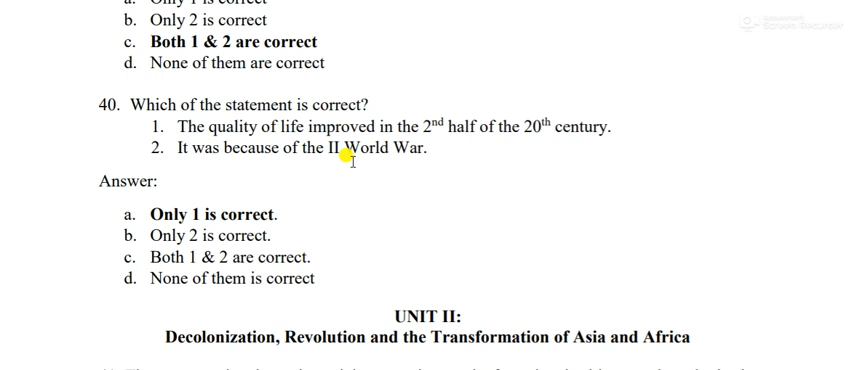 b. Only 2 is correct
c. Both 1 & 2 are correct
d. None of them are correct
40. Which of the statement is correct?
1. The quality of life improved in the 2nd half of the 20th century.
2. It was because of the II World War.
Answer:
a. Only 1 is correct.
b. Only 2 is correct.
c. Both 1 & 2 are correct.
d. None of them is correct
UNIT II:
Decolonization, Revolution and the Transformation of Asia and Africa